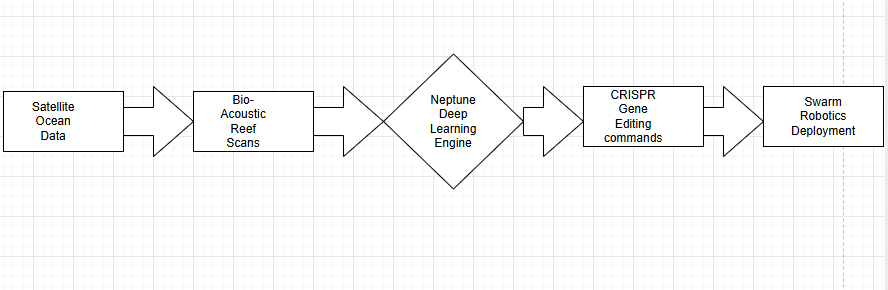 Satellite
Ocean
Data
Bio-
Acoustic
Reef
Scans
Neptune
Deep
Learning
Engine
CRISPR
Gene
Editing
commands
Swarm
Robotics
Deployment